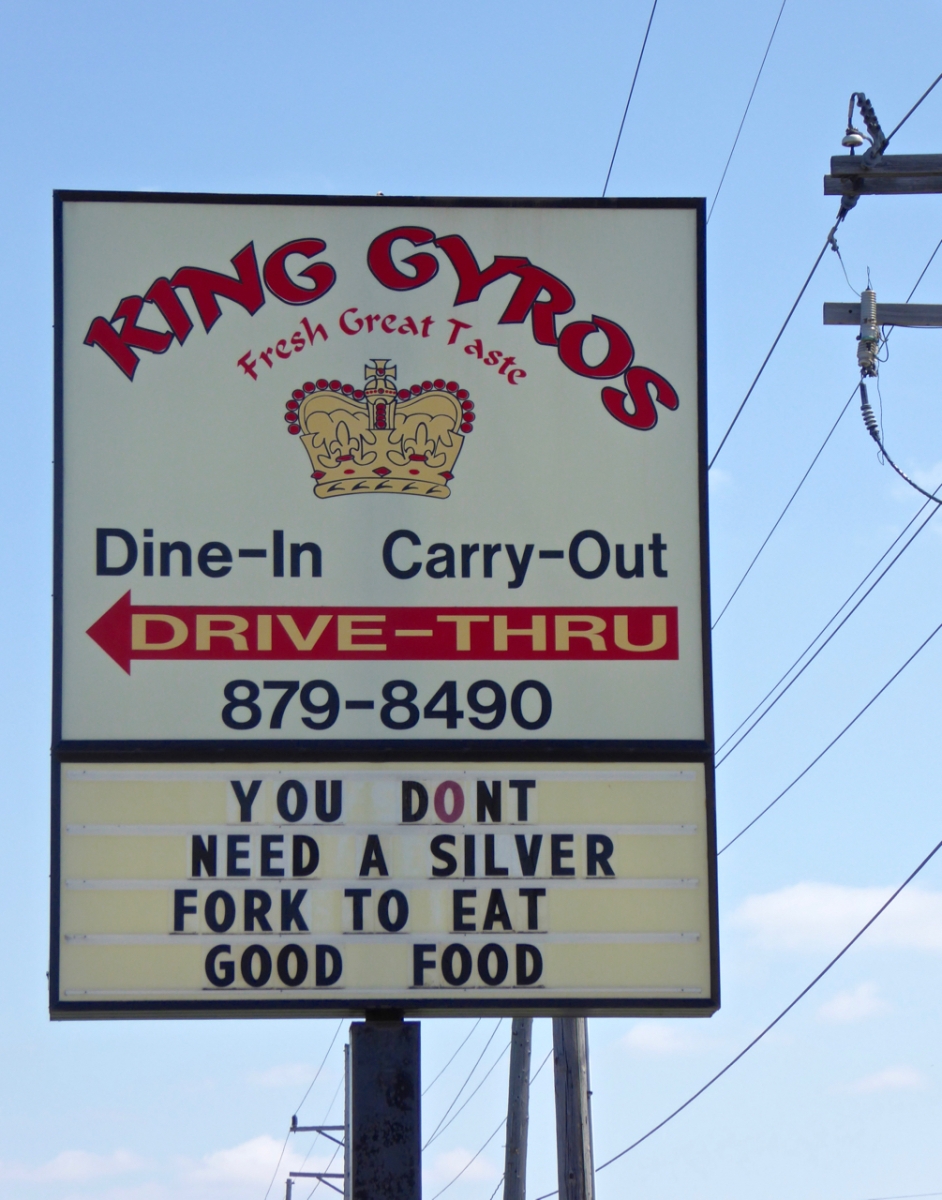 KING GYROS
Fresh Great Taste
Dine-In Carry-Out
DRIVE-THRU
879-8490
YOU DONT
NEED A SILVER
FORK TO EAT
GOOD FOOD